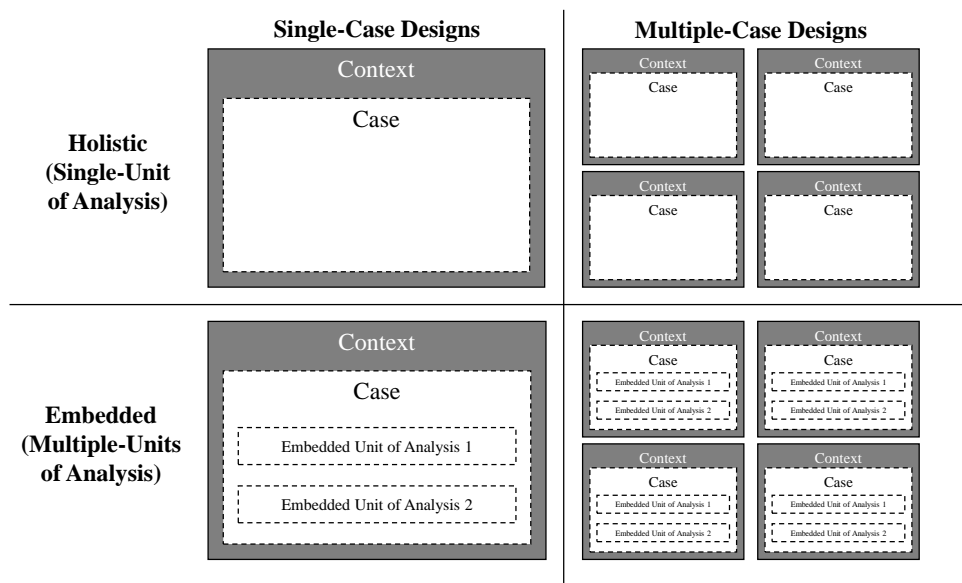 Single-Case Designs
Multiple-Case Designs
Holistic
(Single-Unit
of Analysis)
Context
Case
Context
Case
Context
Case
Context
Case
Context
Case
Embedded
(Multiple-Units
of Analysis)
Context
Case
Embedded Unit of Analysis 1
Embedded Unit of Analysis 2
Context
Case
Embedded Unit of Analysis 1
Embedded Unit of Analysis 2
Context
Case
Embedded Unit of Analysis 1
Embedded Unit of Analysis 2
Context
Case
Embedded Unit of Analysis 1
Embedded Unit of Analysis 2
Context
Case
Embedded Unit of Analysis 1
Embedded Unit of Analysis 2